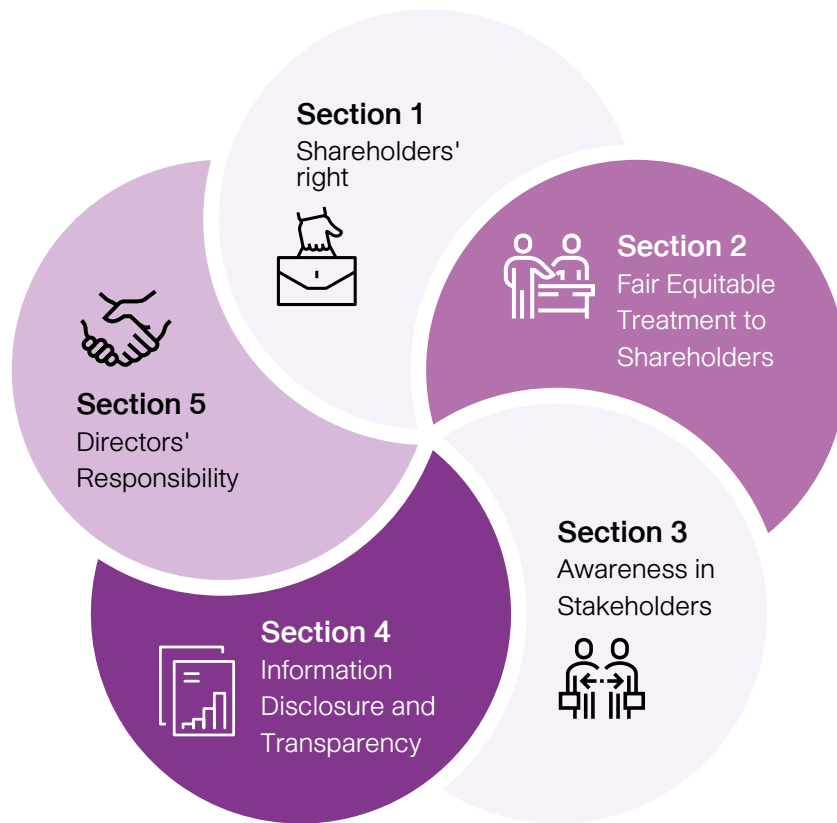 Section 1
Shareholders'
right
Section 2
Fair Equitable
Treatment to
Shareholders
Section 3
Awareness in
Stakeholders
Section 4
Information
Disclosure and
Transparency
Section 5
Directors'
Responsibility